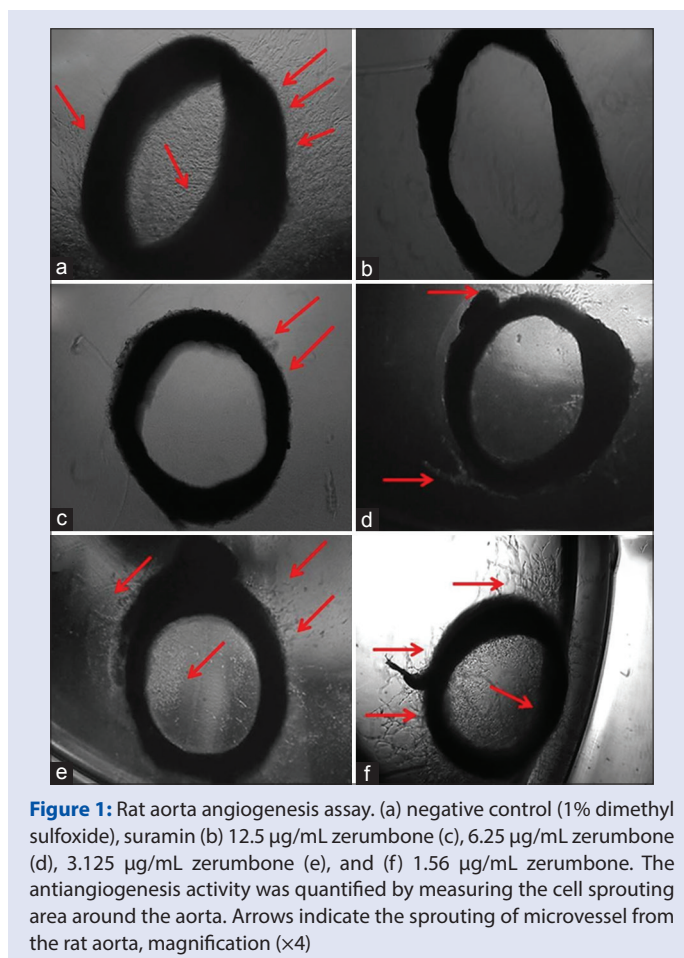 a
b
c
d
e
f
Figure 1: Rat aorta angiogenesis assay. (a) negative control (1% dimethyl
sulfoxide), suramin (b) 12.5 µg/mL zerumbone (c), 6.25 µg/mL zerumbone
(d), 3.125 µg/mL zerumbone (e), and (f) 1.56 µg/mL zerumbone. The
antiangiogenesis activity was quantified by measuring the cell sprouting
area around the aorta. Arrows indicate the sprouting of microvessel from
the rat aorta, magnification (×4)